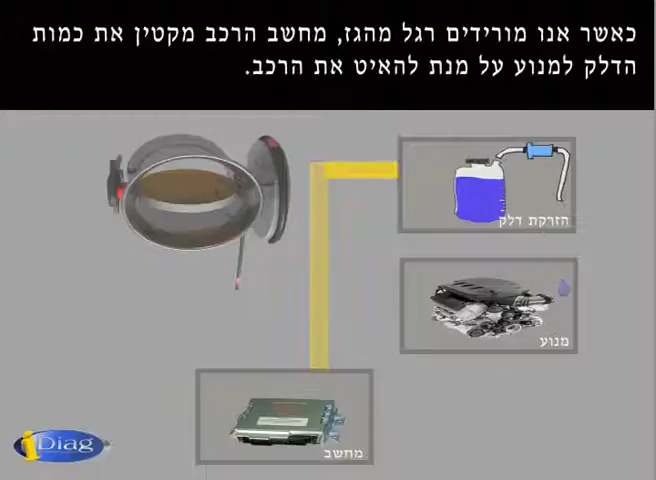 כאשר אנו מורידים רגל מהגז, מחשב הרכב מקטין את כמות
הדלק למנוע על מנת להאיט את הרכב.
הזרקת דלק
מנוע
מחשב
iDiag